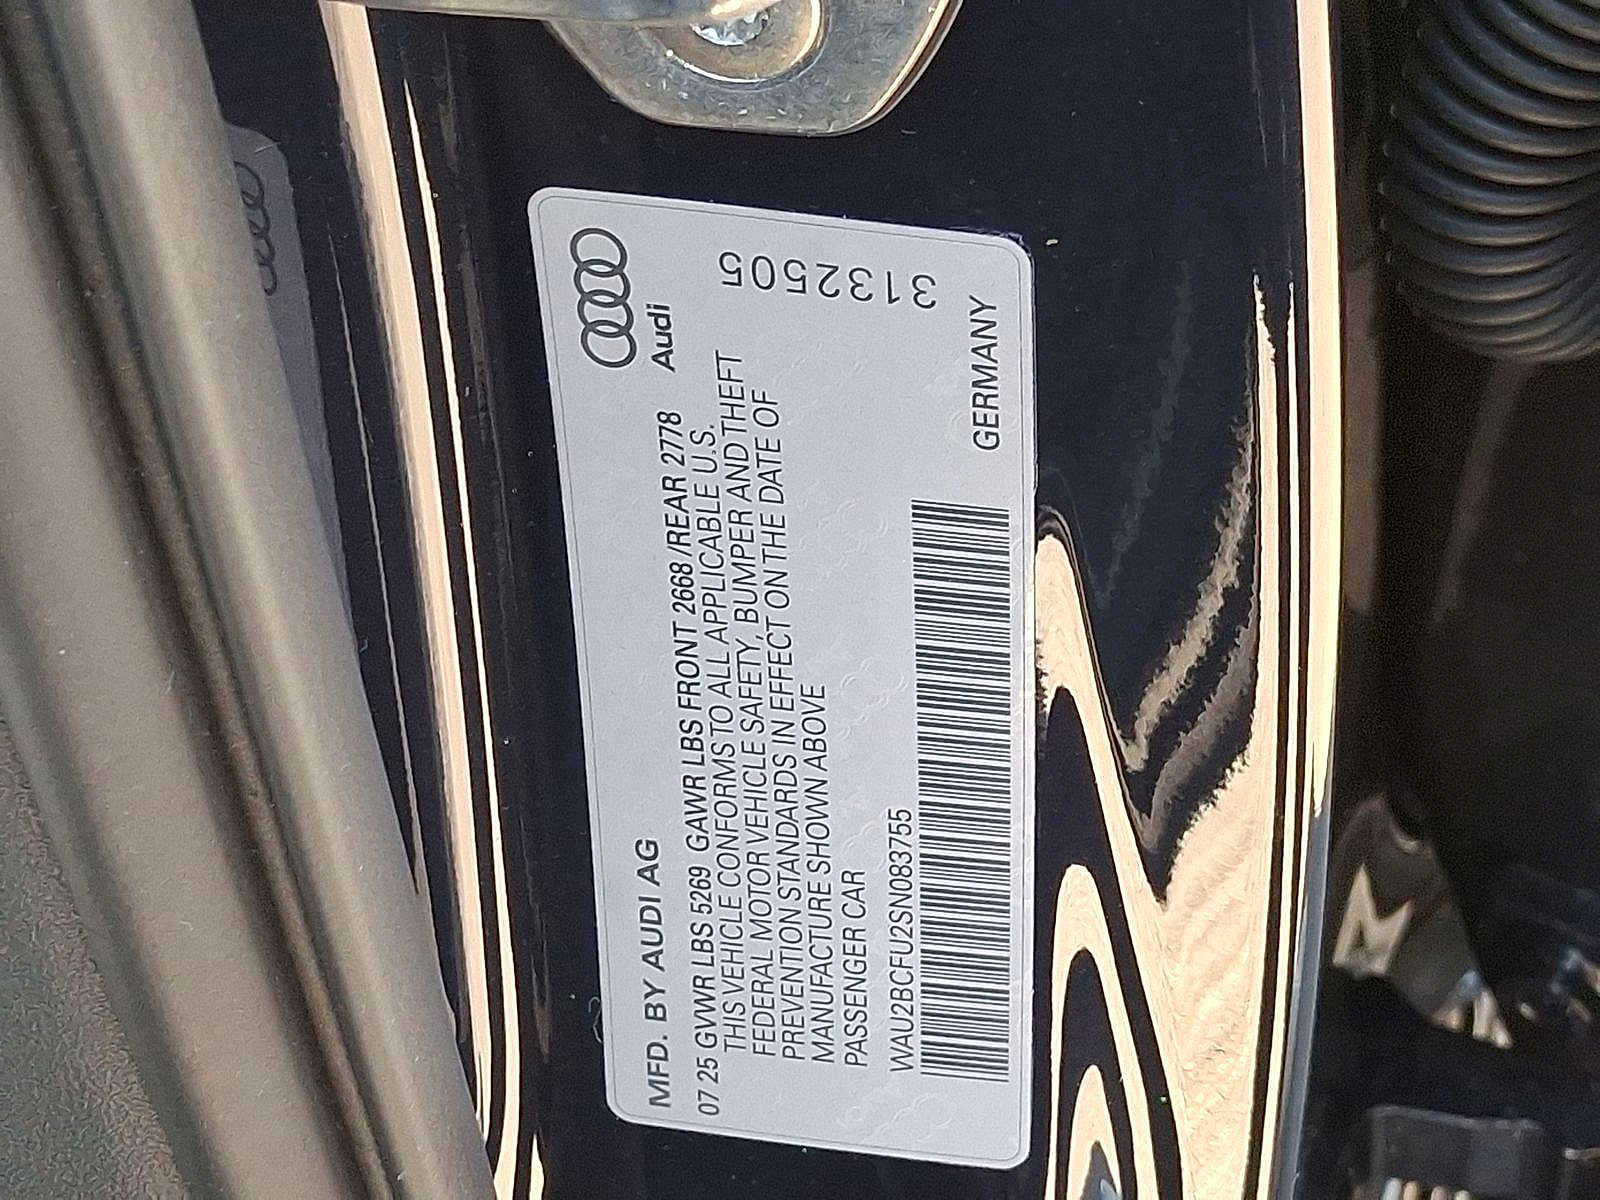 MFD. BY AUDI AG
Audi
07 25 GVWR LBS 5269 GAWR LBS FRONT 2668 /REAR 2778
THIS VEHICLE CONFORMS TO ALL APPLICABLE U.S.
FEDERAL MOTOR VEHICLE SAFETY, BUMPER AND THEFT
PREVENTION STANDARDS IN EFFECT ON THE DATE OF
MANUFACTURE SHOWN ABOVE
PASSENGER CAR
WAU2BCFU2SN083755
3132505
GERMANY